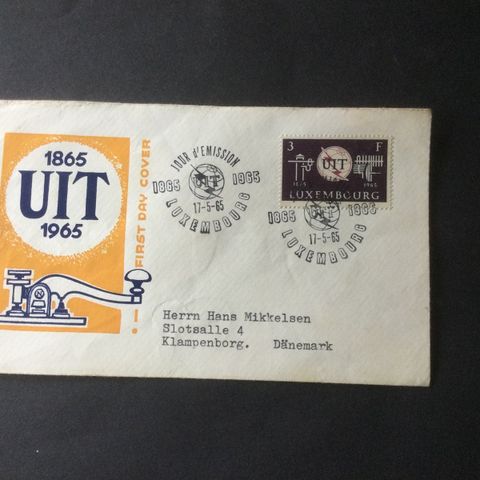 1865
UIT
1965
FIRST DAY COVER
JOUR d'EMISSION
1865 UIT 1965
17-5-65
LUXEMBOURG
3 F
UIT
1865 1965
LUXEMBOURG
1865 1965
17-5-65
LUXEMBOURG
Herrn Hans Mikkelsen
Slotsalle 4
Klampenborg. Dänemark